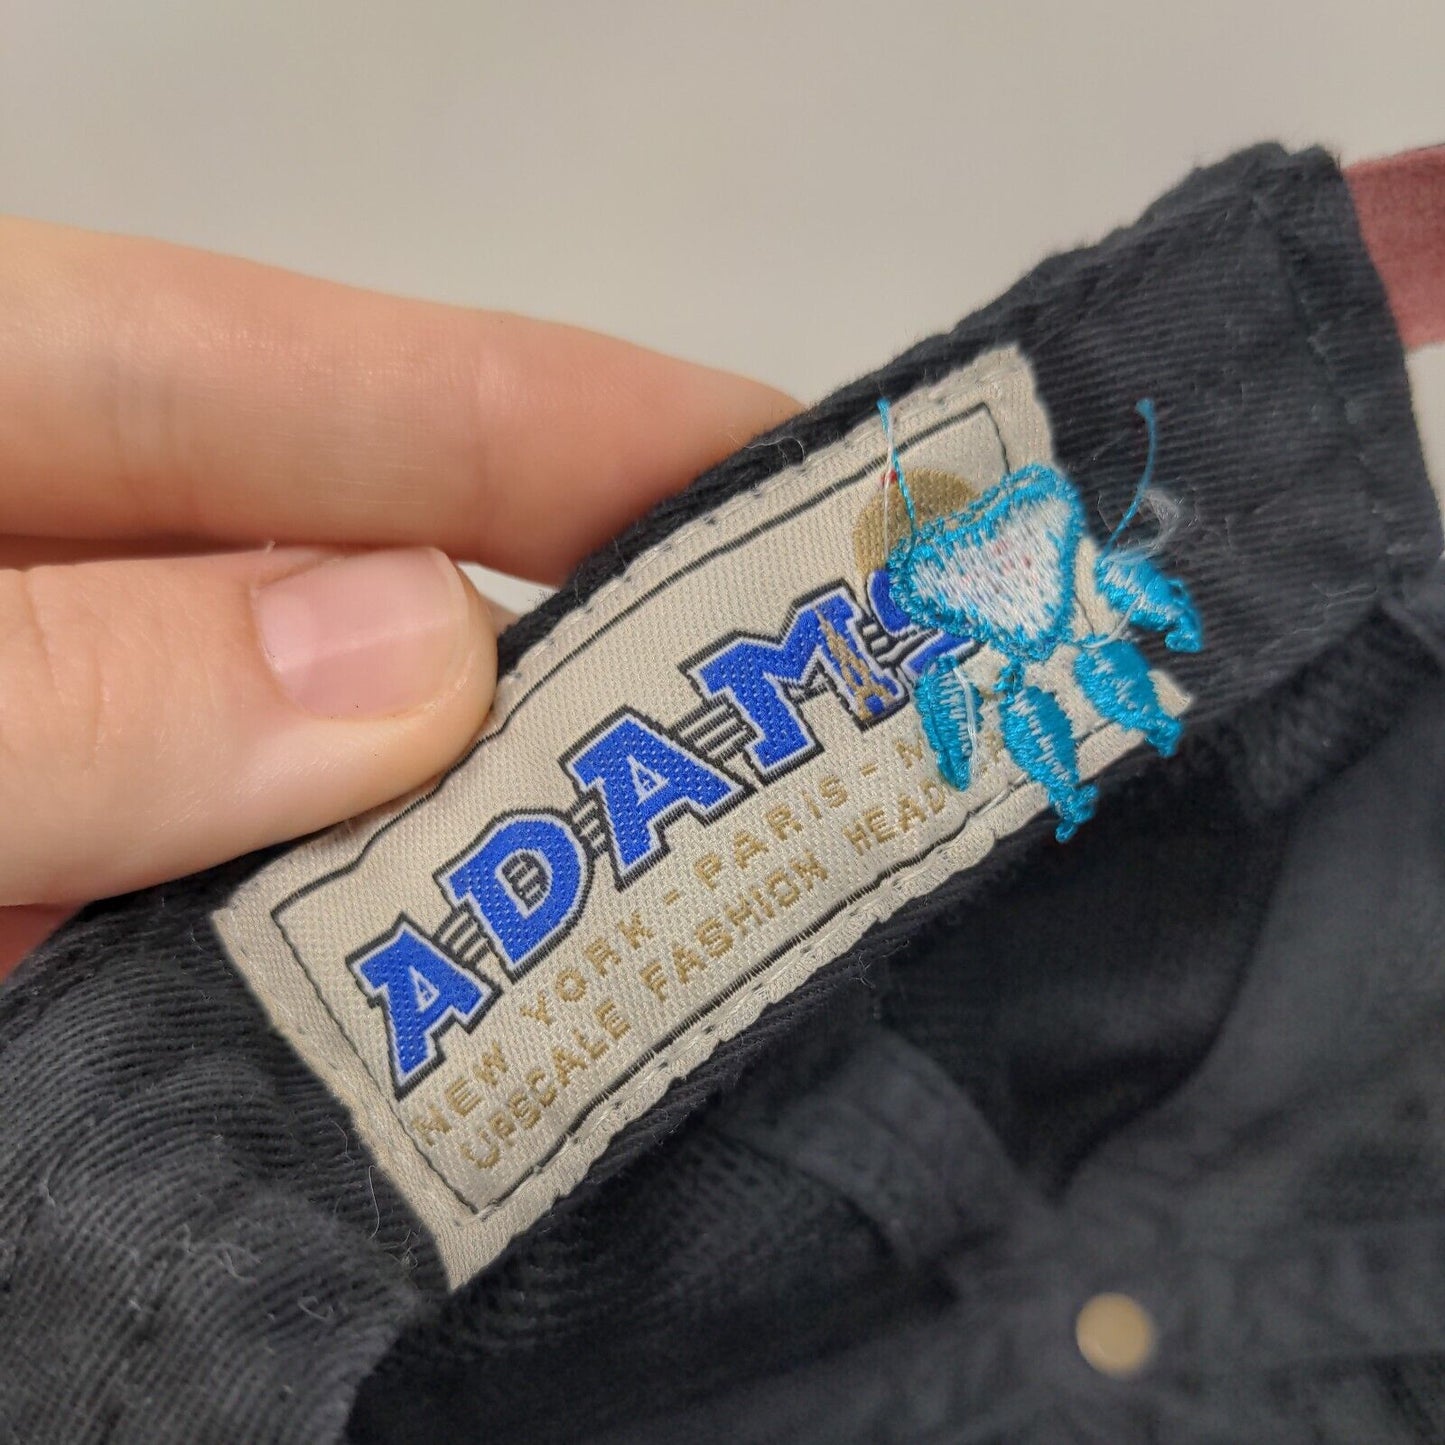 ADAMS
NEW YORK - PARIS - M
UPSCALE FASHION HEAD